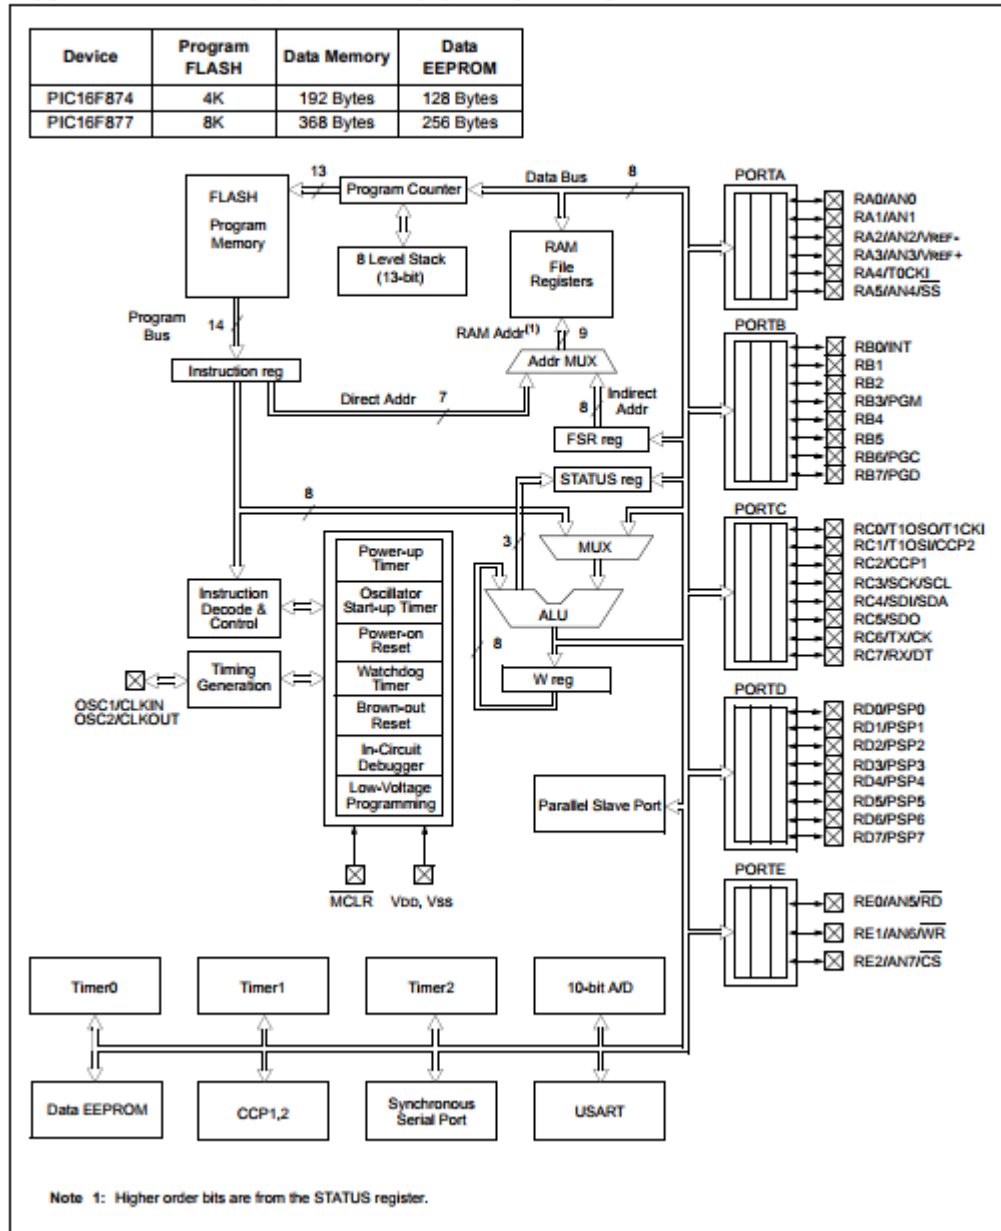 Device Program FLASH Data Memory Data EEPROM
PIC16F874 4K 192 Bytes 128 Bytes
PIC16F877 8K 368 Bytes 256 Bytes
FLASH
Program
Memory
13
Program Counter
8 Level Stack
(13-bit)
Data Bus
8
RAM
File
Registers
RAM Addr(1)
9
Program
Bus
14
Instruction reg
Addr MUX
Direct Addr
7
8
Indirect
Addr
FSR reg
STATUS reg
8
3
MUX
ALU
8
W reg
Instruction
Decode &
Control
Timing
Generation
OSC1/CLKIN
OSC2/CLKOUT
Power-up
Timer
Oscillator
Start-up Timer
Power-on
Reset
Watchdog
Timer
Brown-out
Reset
In-Circuit
Debugger
Low-Voltage
Programming
MCLR
VDD, VSS
Parallel Slave Port
PORTA
RA0/AN0
RA1/AN1
RA2/AN2/VREF-
RA3/AN3/VREF+
RA4/T0CKI
RA5/AN4/SS
PORTB
RB0/INT
RB1
RB2
RB3/PGM
RB4
RB5
RB6/PGC
RB7/PGD
PORTC
RC0/T1OSO/T1CKI
RC1/T1OSI/CCP2
RC2/CCP1
RC3/SCK/SCL
RC4/SDI/SDA
RC5/SDO
RC6/TX/CK
RC7/RX/DT
PORTD
RD0/PSP0
RD1/PSP1
RD2/PSP2
RD3/PSP3
RD4/PSP4
RD5/PSP5
RD6/PSP6
RD7/PSP7
PORTE
RE0/AN5/RD
RE1/AN6/WR
RE2/AN7/CS
Timer0
Timer1
Timer2
10-bit A/D
Data EEPROM
CCP1,2
Synchronous
Serial Port
USART
Note 1: Higher order bits are from the STATUS register.